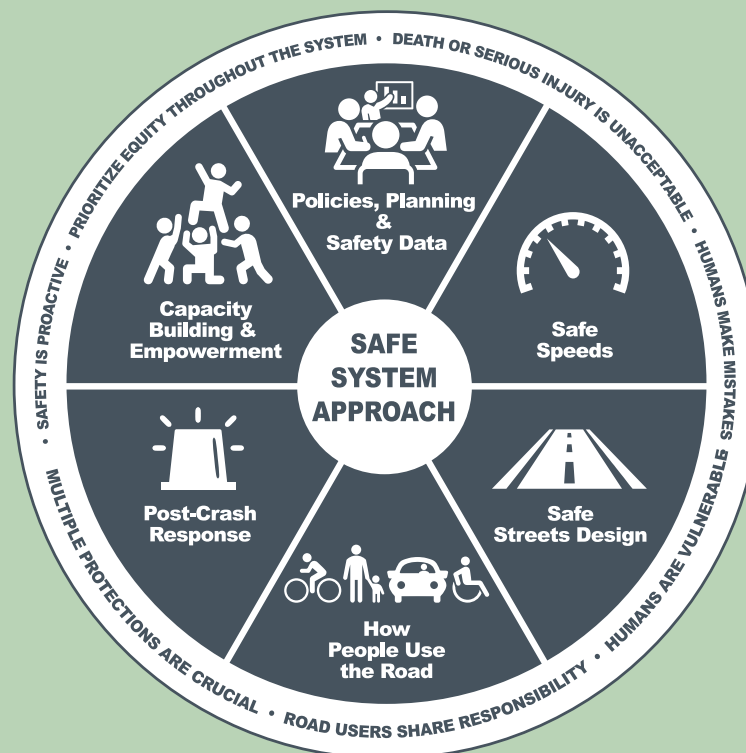 SAFE
SYSTEM
APPROACH
Policies, Planning
&
Safety Data
Safe
Speeds
Safe
Streets Design
How
People Use
the Road
Post-Crash
Response
Capacity
Building &
Empowerment
• DEATH OR SERIOUS INJURY IS UNACCEPTABLE
• HUMANS MAKE MISTAKES
HUMANS ARE VULNERABLE
• ROAD USERS SHARE RESPONSIBILITY •
MULTIPLE PROTECTIONS ARE CRUCIAL
• SAFETY IS PROACTIVE
• PRIORITIZE EQUITY THROUGHOUT THE SYSTEM